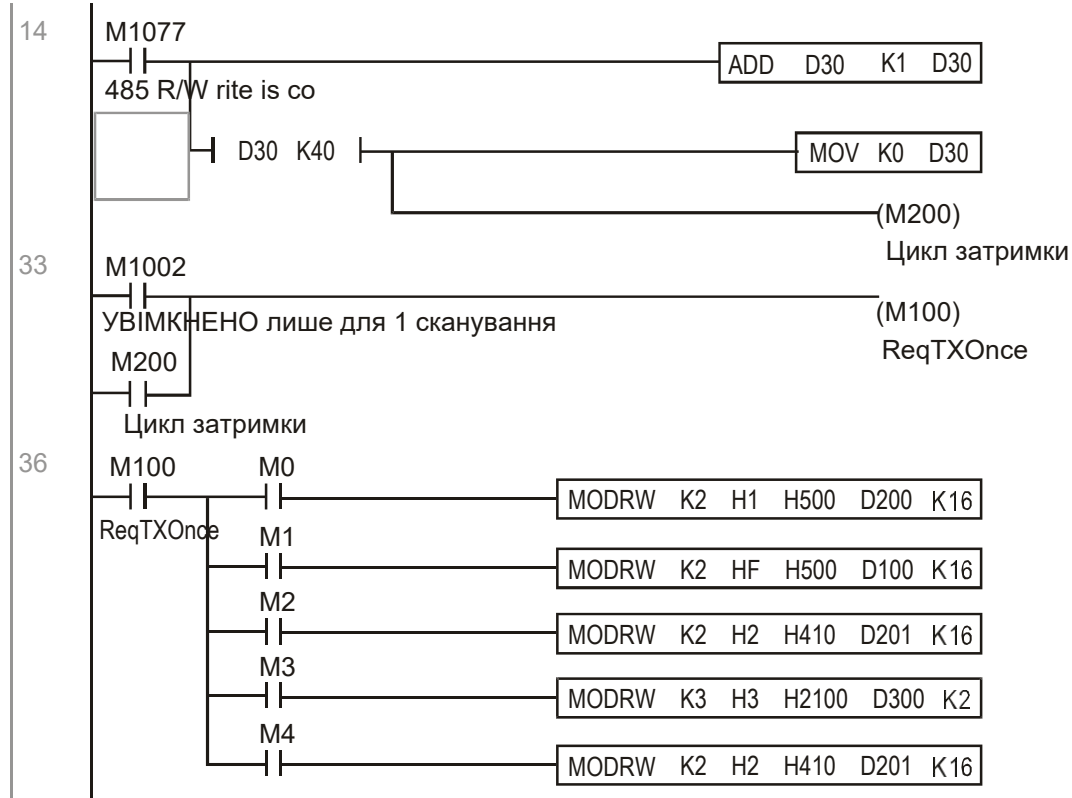 14
M1077
ADD D30 K1 D30
485 R/W rite is co
D30 K40
MOV K0 D30
(M200)
Цикл затримки
33
M1002
УВІМКНЕНО лише для 1 сканування
(M100)
ReqTXOnce
M200
Цикл затримки
36
M100
M0
MODRW K2 H1 H500 D200 K16
ReqTXOnce
M1
MODRW K2 HF H500 D100 K16
M2
MODRW K2 H2 H410 D201 K16
M3
MODRW K3 H3 H2100 D300 K2
M4
MODRW K2 H2 H410 D201 K16